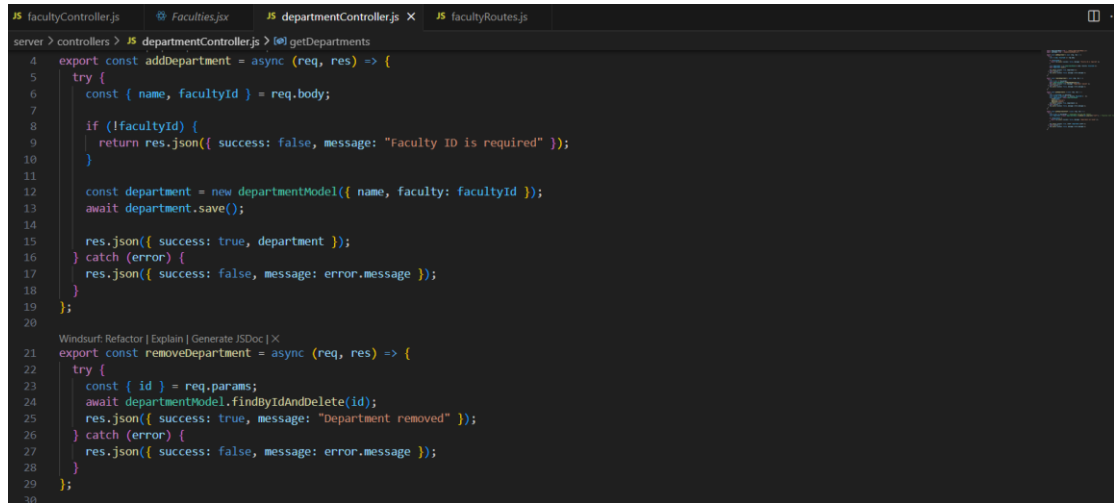 JS facultyController.js Faculties.jsx JS departmentController.js X JS facultyRoutes.js
server > controllers > JS departmentController.js > getDepartments
4 export const addDepartment = async (req, res) => {
5 try {
6 const { name, facultyId } = req.body;
7
8 if (!facultyId) {
9 return res.json({ success: false, message: "Faculty ID is required" });
10 }
11
12 const department = new departmentModel({ name, faculty: facultyId });
13 await department.save();
14
15 res.json({ success: true, department });
16 } catch (error) {
17 res.json({ success: false, message: error.message });
18 }
19 };
20
Windsurf: Refactor | Explain | Generate JSDoc | X
21 export const removeDepartment = async (req, res) => {
22 try {
23 const { id } = req.params;
24 await departmentModel.findByIdAndDelete(id);
25 res.json({ success: true, message: "Department removed" });
26 } catch (error) {
27 res.json({ success: false, message: error.message });
28 }
29 };
30